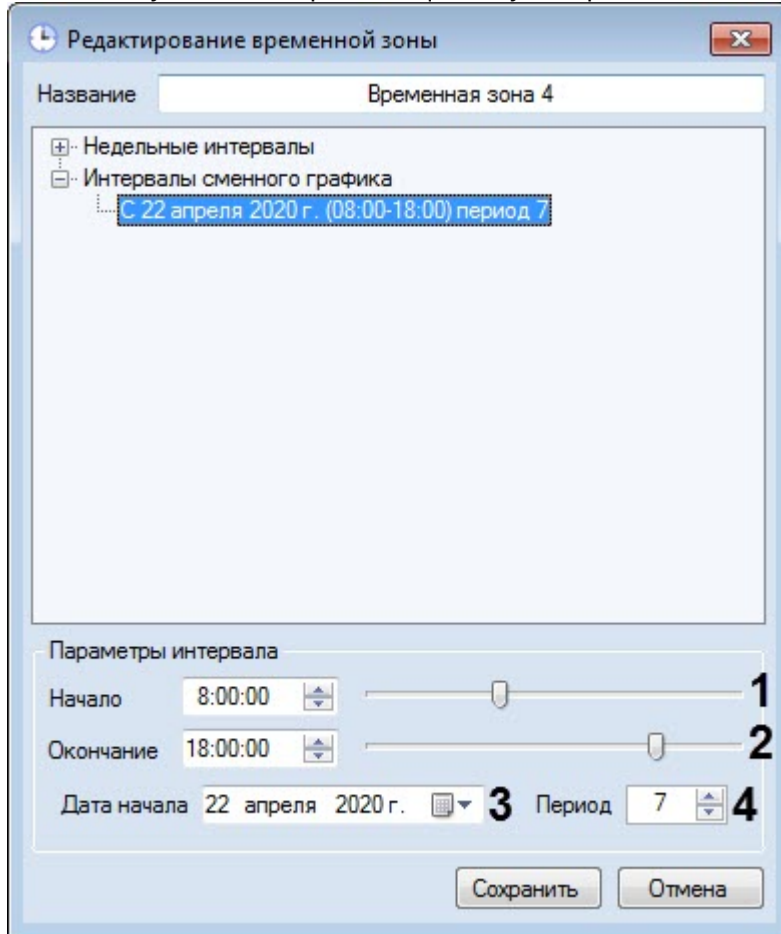 Редактирование временной зоны
Название Временная зона 4
Недельные интервалы
Интервалы сменного графика
С 22 апреля 2020 г. (08:00-18:00) период 7
Параметры интервала
Начало 8:00:00 1
Окончание 18:00:00 2
Дата начала 22 апреля 2020 г. 3 Период 7 4
Сохранить Отмена